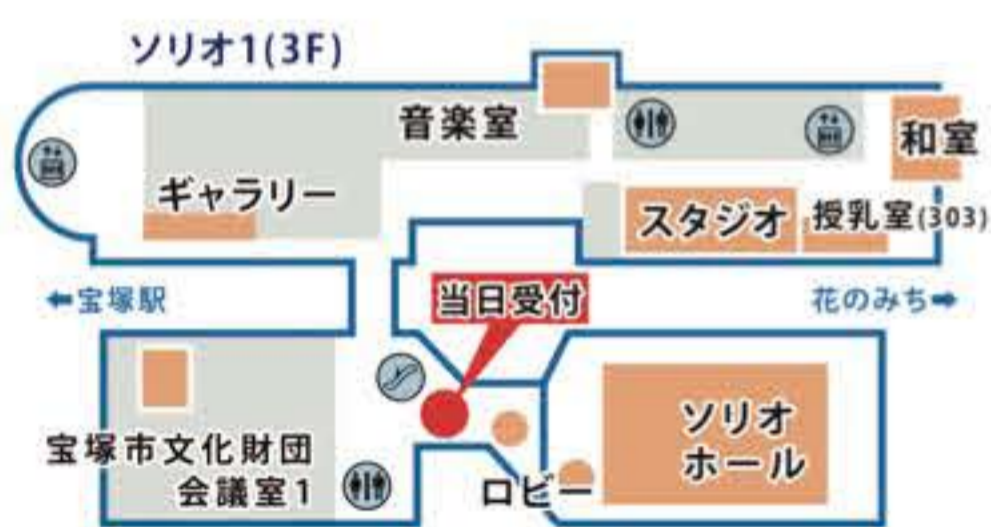 ソリオ1(3F)
音楽室
和室
ギャラリー
スタジオ
授乳室(303)
当日受付
←宝塚駅
花のみち→
ソリオ
ホール
宝塚市文化財団
会議室1
ロビー